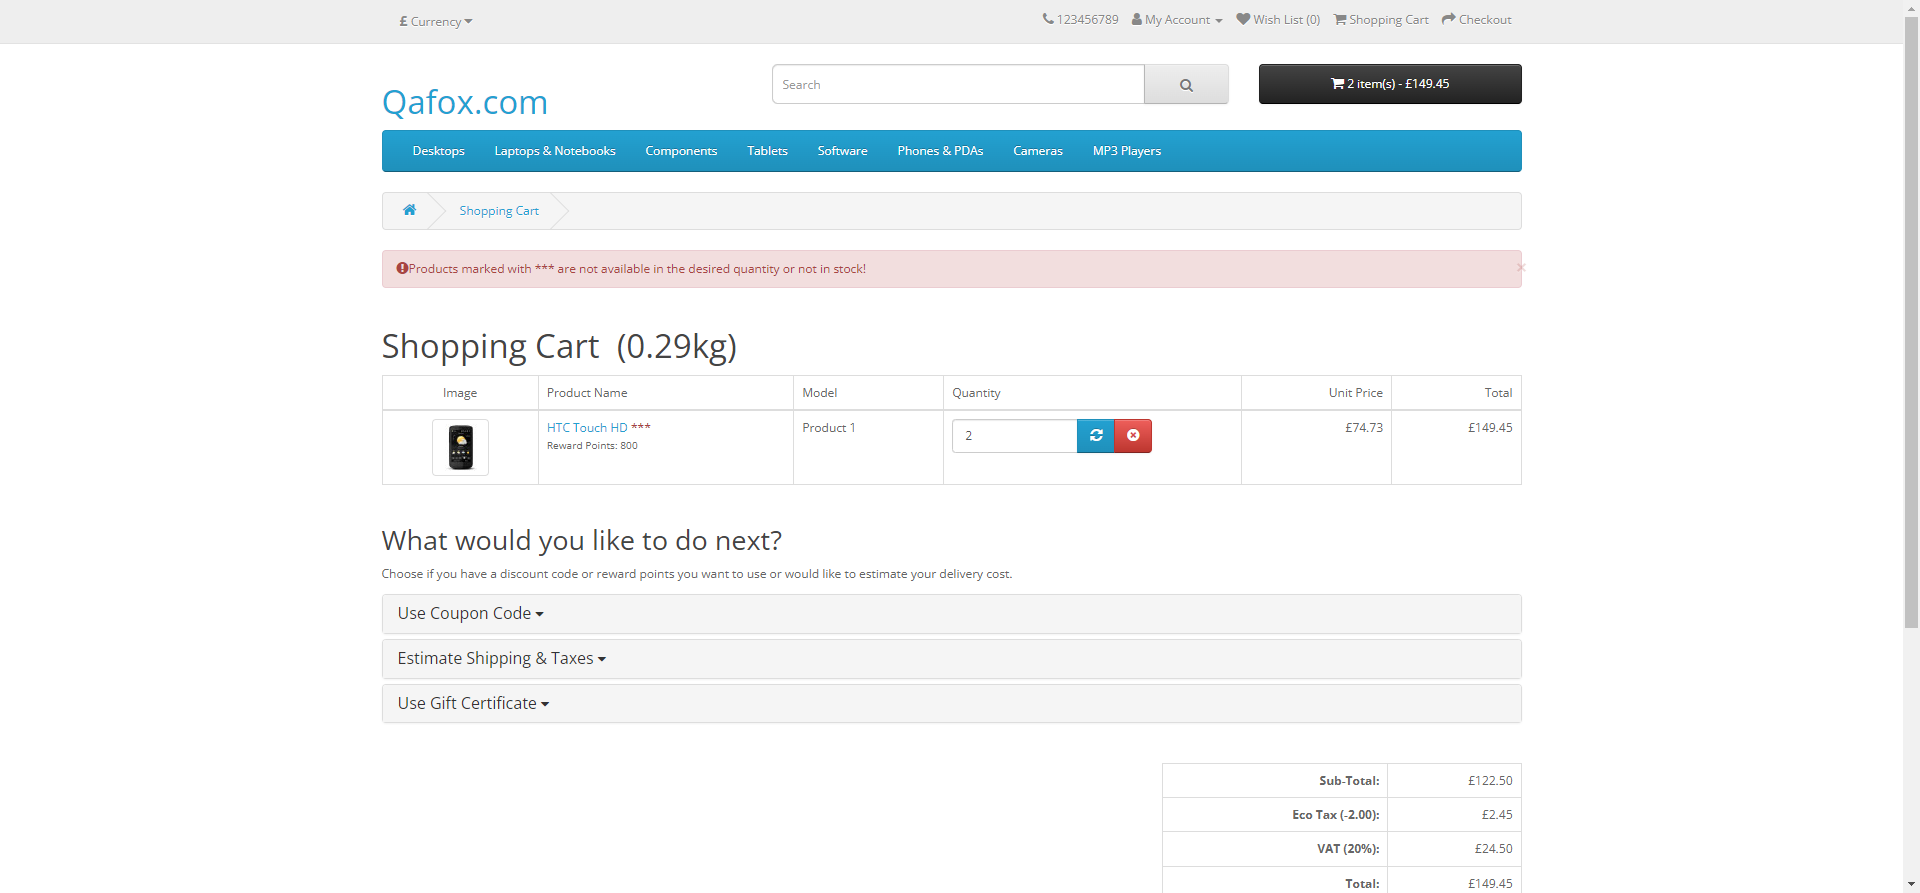 £ Currency
123456789 My Account Wish List (0) Shopping Cart Checkout
Qafox.com
Search
2 item(s) - £149.45
Desktops Laptops & Notebooks Components Tablets Software Phones & PDAs Cameras MP3 Players
Shopping Cart
Products marked with *** are not available in the desired quantity or not in stock!
×
Shopping Cart (0.29kg)
Image Product Name Model Quantity Unit Price Total
HTC Touch HD *** Product 1 2 £74.73 £149.45
Reward Points: 800
What would you like to do next?
Choose if you have a discount code or reward points you want to use or would like to estimate your delivery cost.
Use Coupon Code
Estimate Shipping & Taxes
Use Gift Certificate
Sub-Total: £122.50
Eco Tax (-2.00): £2.45
VAT (20%): £24.50
Total: £149.45